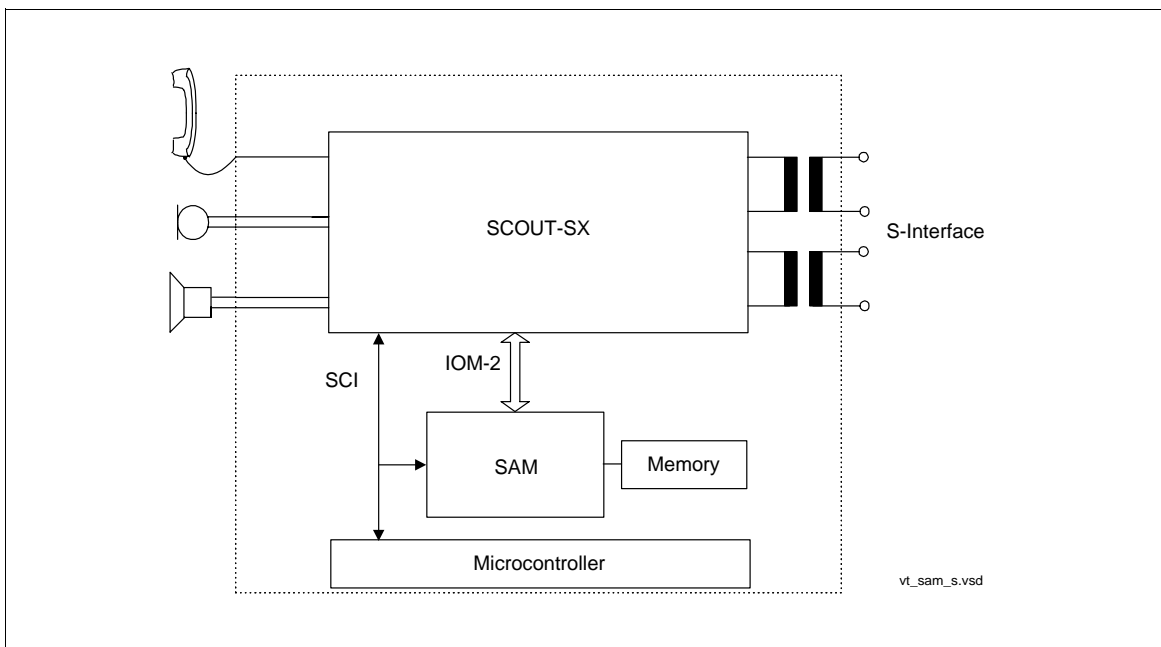 SCOUT-SX
S-Interface
SCI
IOM-2
SAM
Memory
Microcontroller
vt_sam_s.vsd